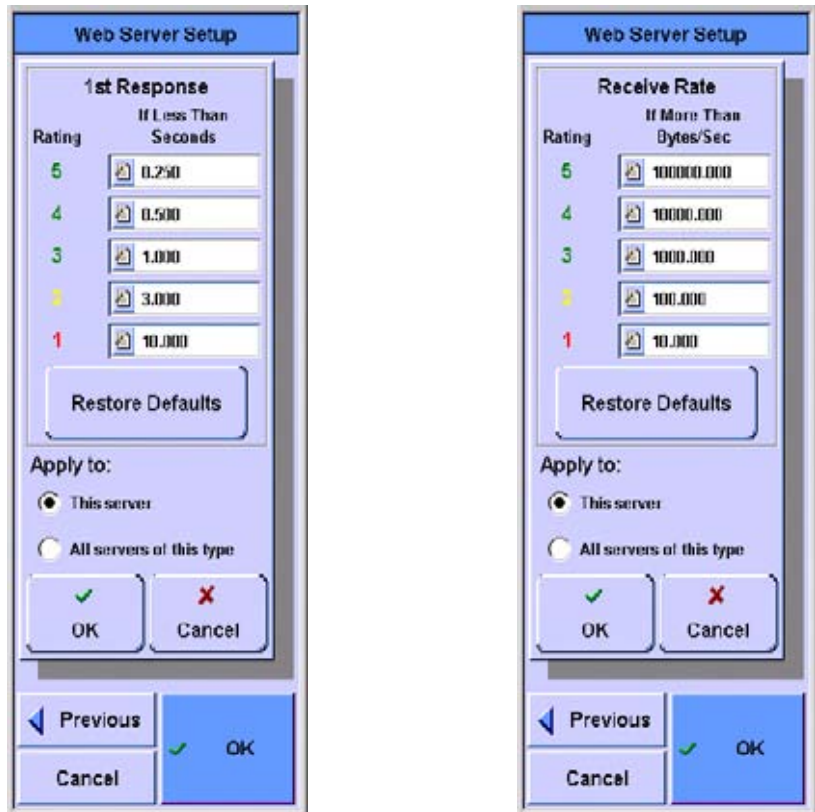 Web Server Setup
1st Response
If Less Than
Rating Seconds
5 0.250
4 0.500
3 1.000
2 3.000
1 10.000
Restore Defaults
Apply to:
This server
All servers of this type
OK Cancel
Previous
OK
Cancel
Web Server Setup
Receive Rate
If More Than
Rating Bytes/Sec
5 100000.000
4 10000.000
3 1000.000
2 100.000
1 10.000
Restore Defaults
Apply to:
This server
All servers of this type
OK Cancel
Previous
OK
Cancel